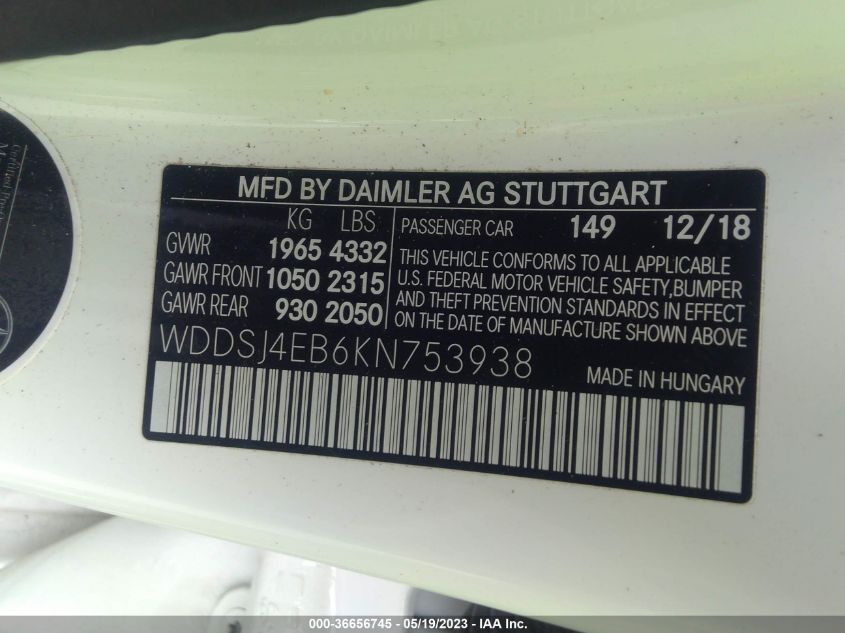 MFD BY DAIMLER AG STUTTGART
KG LBS
GVWR 1965 4332
GAWR FRONT 1050 2315
GAWR REAR 930 2050
PASSENGER CAR 149 12/18
THIS VEHICLE CONFORMS TO ALL APPLICABLE
U.S. FEDERAL MOTOR VEHICLE SAFETY,BUMPER
AND THEFT PREVENTION STANDARDS IN EFFECT
ON THE DATE OF MANUFACTURE SHOWN ABOVE
WDDSJ4EB6KN753938
MADE IN HUNGARY
000-36656745 - 05/19/2023 - IAA Inc.